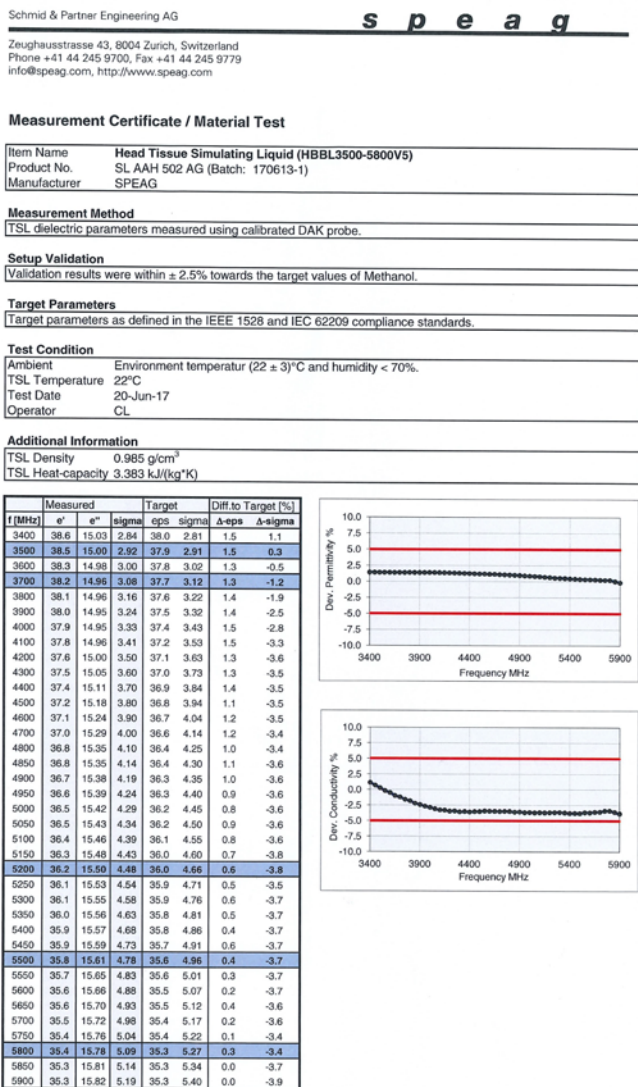 Schmid & Partner Engineering AG
s p e a g
Zeughausstrasse 43, 8004 Zurich, Switzerland
Phone +41 44 245 9700, Fax +41 44 245 9779
info@speag.com, http://www.speag.com
Measurement Certificate / Material Test
Item Name Head Tissue Simulating Liquid (HBBL3500-5800V5)
Product No. SL AAH 502 AG (Batch: 170613-1)
Manufacturer SPEAG
Measurement Method
TSL dielectric parameters measured using calibrated DAK probe.
Setup Validation
Validation results were within ± 2.5% towards the target values of Methanol.
Target Parameters
Target parameters as defined in the IEEE 1528 and IEC 62209 compliance standards.
Test Condition
Ambient Environment temperatur (22 ± 3)°C and humidity < 70%.
TSL Temperature 22°C
Test Date 20-Jun-17
Operator CL
Additional Information
TSL Density 0.985 g/cm³
TSL Heat-capacity 3.383 kJ/(kg*K)
Measured Target Diff.to Target [%]
f [MHz] e' e" sigma eps sigma Δ-eps Δ-sigma
3400 38.6 15.03 2.84 38.0 2.81 1.5 1.1
3500 38.5 15.00 2.92 37.9 2.91 1.5 0.3
3600 38.3 14.98 3.00 37.8 3.02 1.3 -0.5
3700 38.2 14.96 3.08 37.7 3.12 1.3 -1.2
3800 38.1 14.96 3.16 37.6 3.22 1.4 -1.9
3900 38.0 14.95 3.24 37.5 3.32 1.4 -2.5
4000 37.9 14.95 3.33 37.4 3.43 1.5 -2.8
4100 37.8 14.96 3.41 37.2 3.53 1.5 -3.3
4200 37.6 15.00 3.50 37.1 3.63 1.3 -3.6
4300 37.5 15.05 3.60 37.0 3.73 1.3 -3.5
4400 37.4 15.11 3.70 36.9 3.84 1.4 -3.5
4500 37.2 15.18 3.80 36.8 3.94 1.1 -3.5
4600 37.1 15.24 3.90 36.7 4.04 1.2 -3.5
4700 37.0 15.29 4.00 36.6 4.14 1.2 -3.4
4800 36.8 15.35 4.10 36.4 4.25 1.0 -3.4
4850 36.8 15.35 4.14 36.4 4.30 1.1 -3.6
4900 36.7 15.38 4.19 36.3 4.35 1.0 -3.6
4950 36.6 15.39 4.24 36.3 4.40 0.9 -3.6
5000 36.5 15.42 4.29 36.2 4.45 0.8 -3.6
5050 36.5 15.43 4.34 36.2 4.50 0.9 -3.6
5100 36.4 15.46 4.39 36.1 4.55 0.8 -3.6
5150 36.3 15.48 4.43 36.0 4.60 0.7 -3.8
5200 36.2 15.50 4.48 36.0 4.66 0.6 -3.8
5250 36.1 15.53 4.54 35.9 4.71 0.5 -3.5
5300 36.1 15.55 4.58 35.9 4.76 0.6 -3.7
5350 36.0 15.56 4.63 35.8 4.81 0.5 -3.7
5400 35.9 15.57 4.68 35.8 4.86 0.4 -3.7
5450 35.9 15.59 4.73 35.7 4.91 0.6 -3.7
5500 35.8 15.61 4.78 35.6 4.96 0.4 -3.7
5550 35.7 15.65 4.83 35.6 5.01 0.3 -3.7
5600 35.6 15.66 4.88 35.5 5.07 0.2 -3.7
5650 35.6 15.70 4.93 35.5 5.12 0.4 -3.6
5700 35.5 15.72 4.98 35.4 5.17 0.2 -3.6
5750 35.4 15.76 5.04 35.4 5.22 0.1 -3.4
5800 35.4 15.78 5.09 35.3 5.27 0.3 -3.4
5850 35.3 15.81 5.14 35.3 5.34 0.0 -3.7
5900 35.3 15.82 5.19 35.3 5.40 0.0 -3.9
Dev. Permittivity %
10.0
7.5
5.0
2.5
0.0
-2.5
-5.0
-7.5
-10.0
3400 3900 4400 4900 5400 5900
Frequency MHz
Dev. Conductivity %
10.0
7.5
5.0
2.5
0.0
-2.5
-5.0
-7.5
-10.0
3400 3900 4400 4900 5400 5900
Frequency MHz